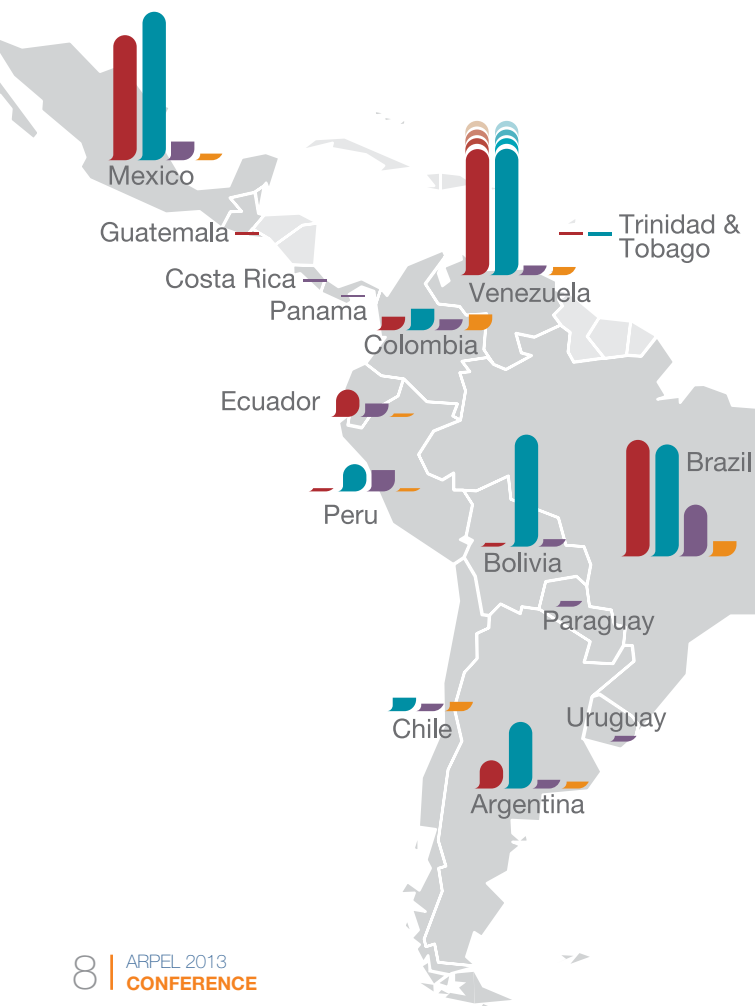 Mexico
Guatemala
Trinidad &
Tobago
Costa Rica
Panama
Venezuela
Colombia
Ecuador
Brazil
Peru
Bolivia
Paraguay
Uruguay
Chile
Argentina
8
ARPEL 2013
CONFERENCE